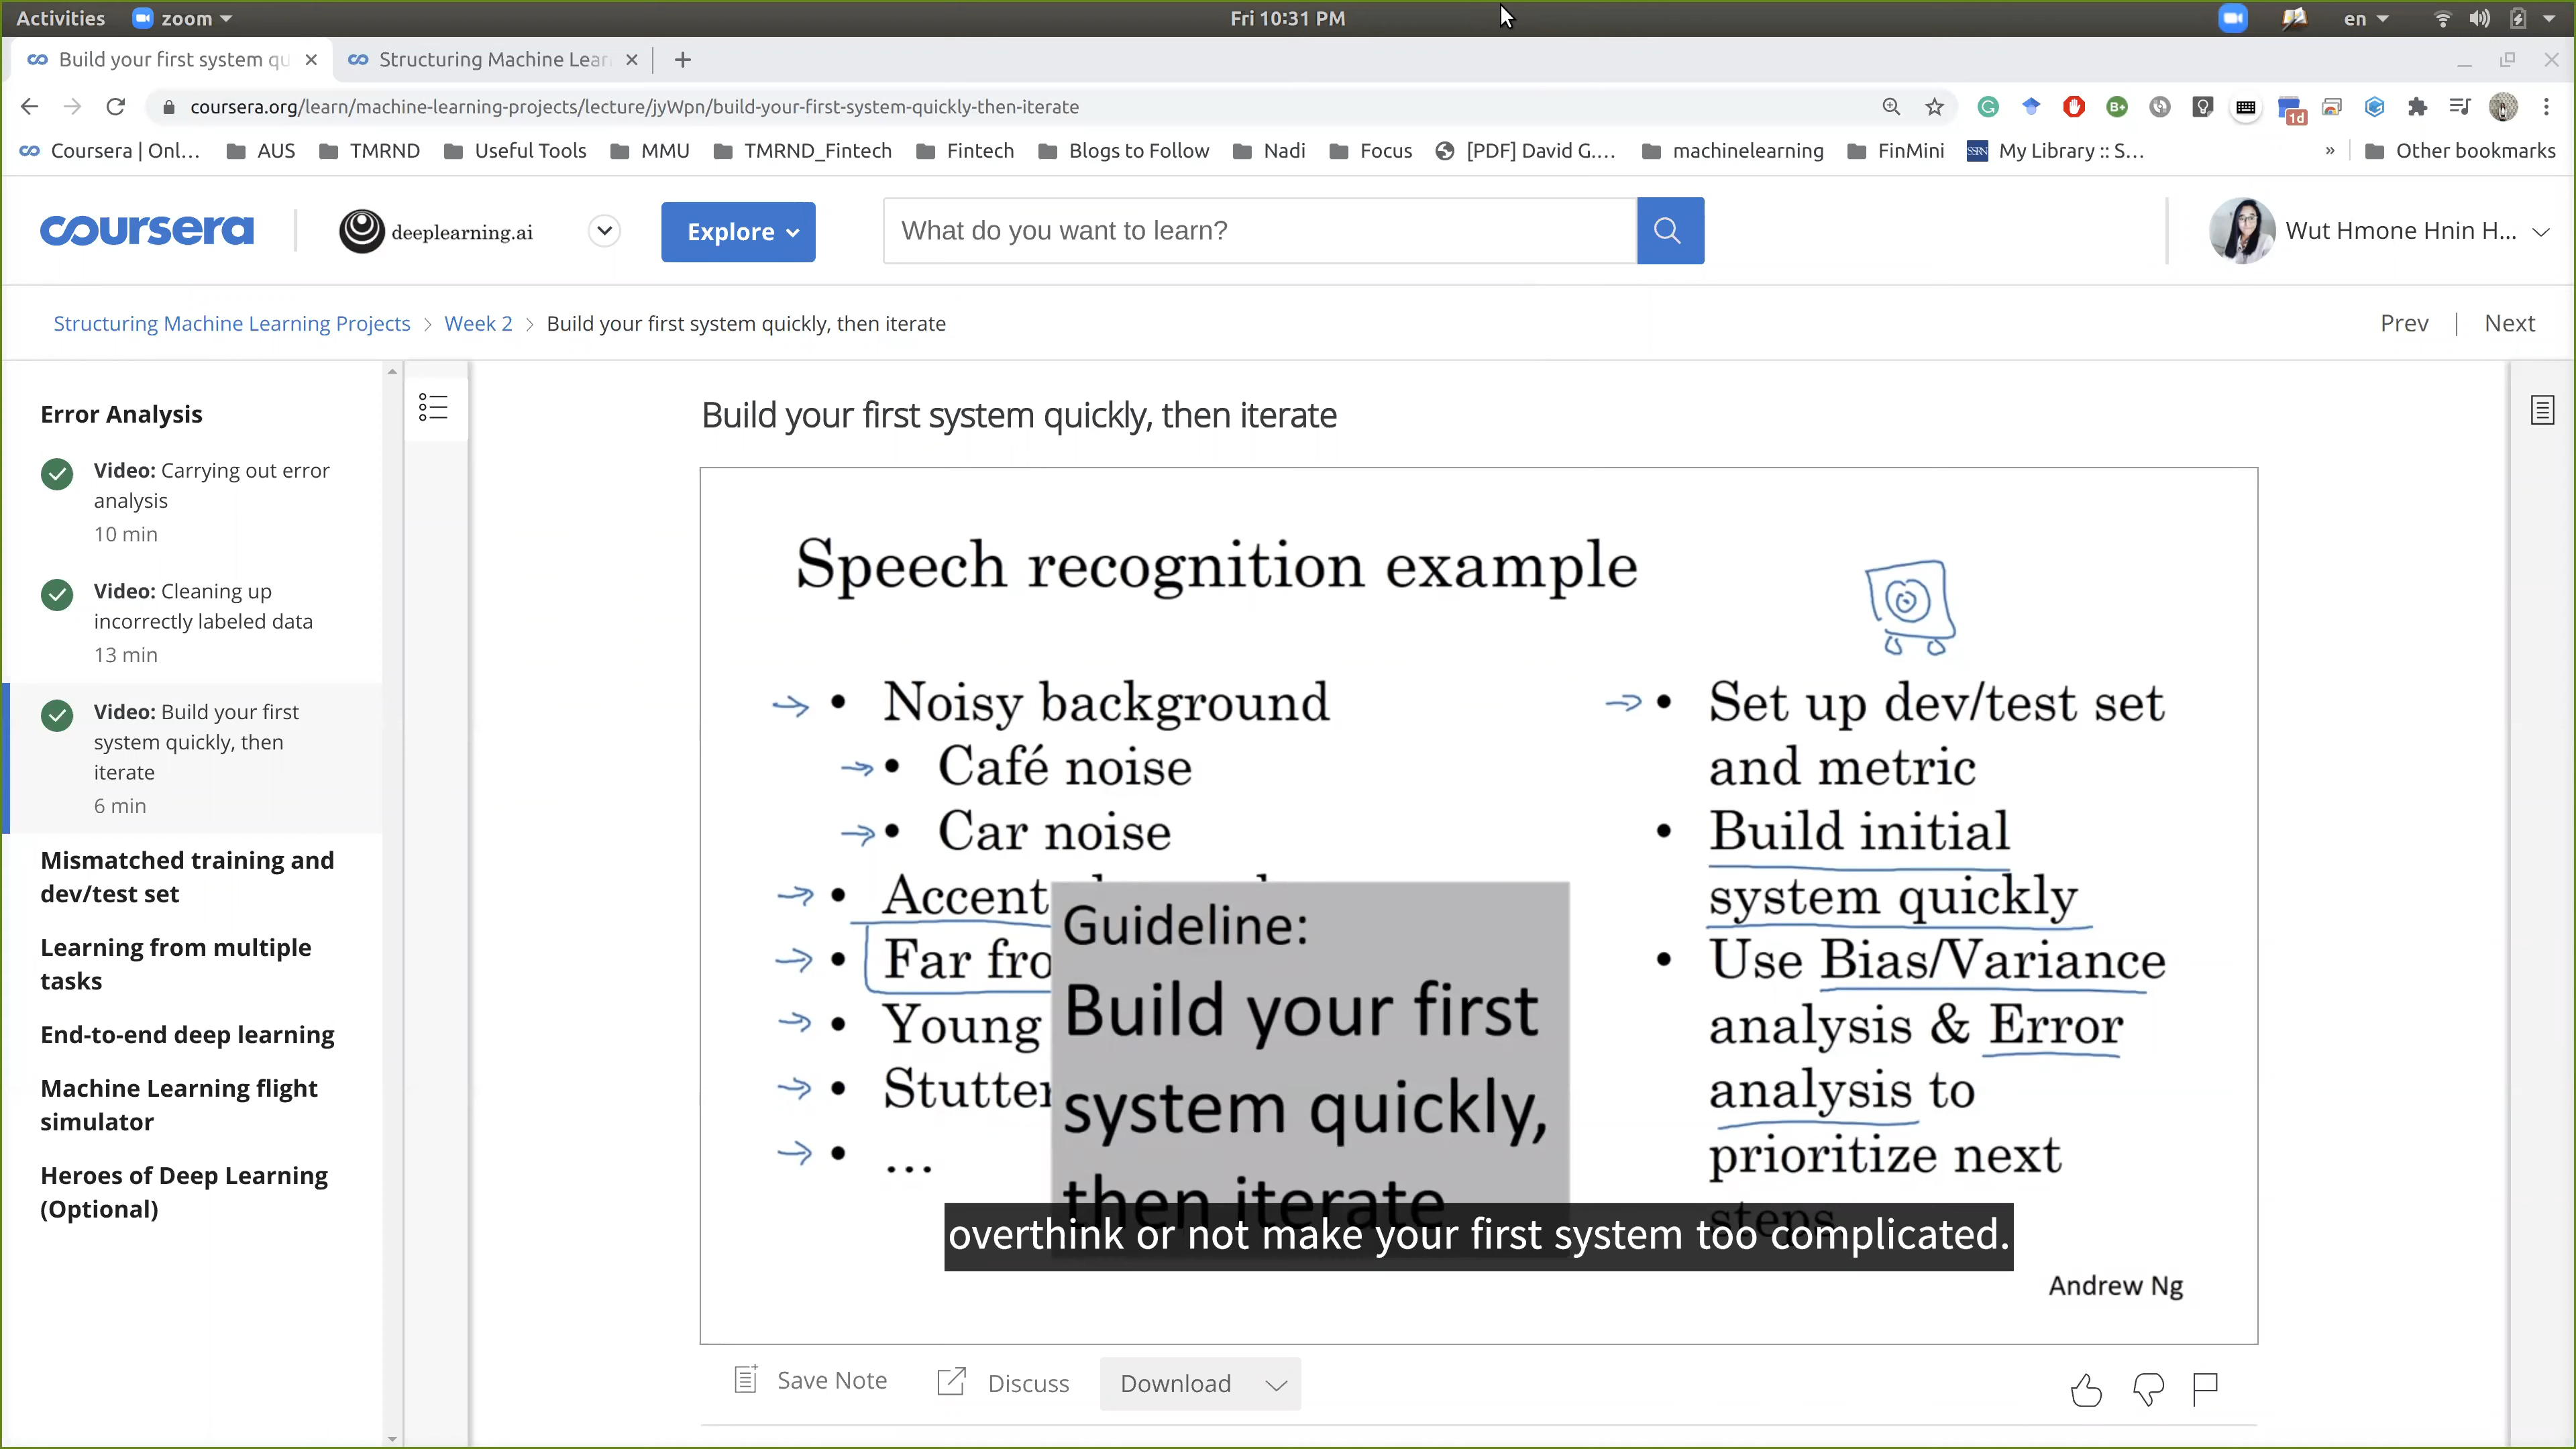 Activities
zoom
Fri 10:31 PM
en
Build your first system qu
Structuring Machine Lear
coursera.org/learn/machine-learning-projects/lecture/jyWpn/build-your-first-system-quickly-then-iterate
1d
Coursera | Onl...
AUS
TMRND
Useful Tools
MMU
TMRND_Fintech
Fintech
Blogs to Follow
Nadi
Focus
[PDF] David G....
machinelearning
FinMini
SSRN
My Library :: S...
»
Other bookmarks
coursera
deeplearning.ai
Explore
What do you want to learn?
Wut Hmone Hnin H...
Structuring Machine Learning Projects > Week 2 > Build your first system quickly, then iterate
Prev | Next
Error Analysis
Video: Carrying out error
analysis
10 min
Video: Cleaning up
incorrectly labeled data
13 min
Video: Build your first
system quickly, then
iterate
6 min
Mismatched training and
dev/test set
Learning from multiple
tasks
End-to-end deep learning
Machine Learning flight
simulator
Heroes of Deep Learning
(Optional)
Build your first system quickly, then iterate
Speech recognition example
→ • Noisy background
→ • Café noise
→ • Car noise
→ • Accent
→ • Far fro
→ • Young
→ • Stutter
→ • ...
→ • Set up dev/test set
and metric
• Build initial
system quickly
• Use Bias/Variance
analysis & Error
analysis to
prioritize next
steps
Guideline:
Build your first
system quickly,
then iterate
overthink or not make your first system too complicated.
Andrew Ng
Save Note
Discuss
Download